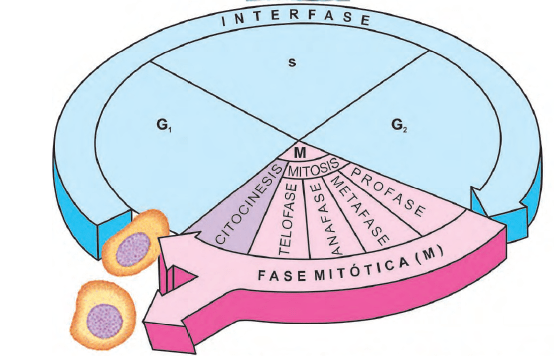 INTERFASE
S
G₁
G₂
M
MITOSIS
CITOCINESIS
TELOFASE
ANAFASE
METAFASE
PROFASE
FASE MITÓTICA (M)